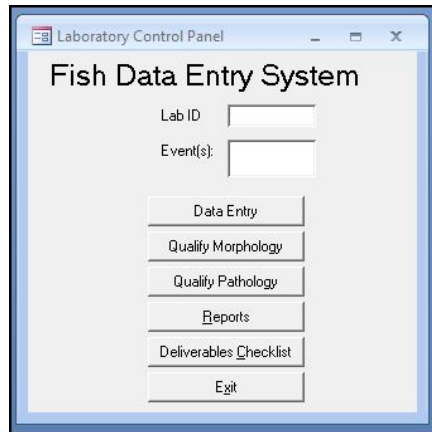 Laboratory Control Panel
Fish Data Entry System
Lab ID
Event(s):
Data Entry
Qualify Morphology
Qualify Pathology
Reports
Deliverables Checklist
Exit